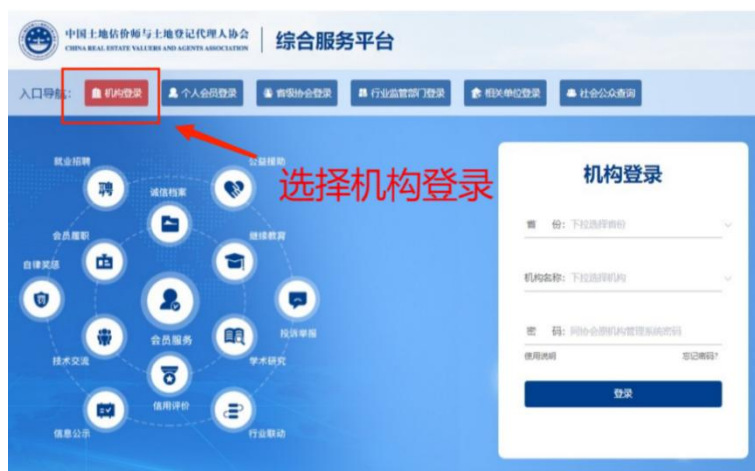 中国土地估价师与土地登记代理人协会
CHINA REAL ESTATE VALUERS AND AGENTS ASSOCIATION
综合服务平台
入口导航：
机构登录
个人会员登录
省级协会登录
行业监管部门登录
相关单位登录
社会公众查询
选择机构登录
就业招聘
聘
诚信档案
公益援助
会员履职
继续教育
自律奖惩
会员服务
投诉举报
技术交流
学术研究
信用评价
信息公示
行业联动
机构登录
省 份：下拉选择省份
机构名称：下拉选择机构
密 码：同协会原机构管理系统密码
使用说明
忘记密码？
登录